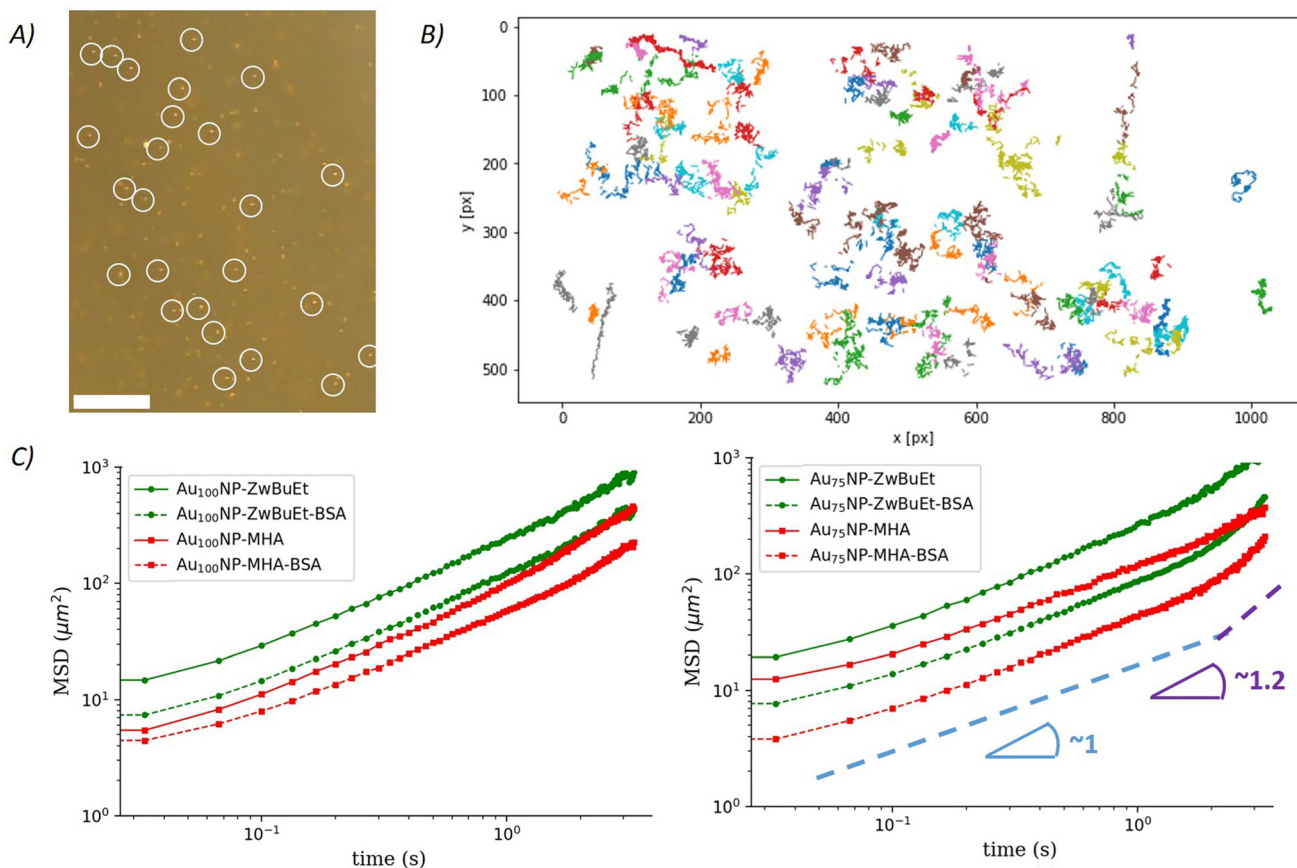 A)
B)
0
100
200
300
400
500
y [px]
0
200
400
600
800
1000
x [px]
C)
10³
10²
10¹
10⁰
MSD (μm²)
Au₁₀₀NP-ZwBuEt
Au₁₀₀NP-ZwBuEt-BSA
Au₁₀₀NP-MHA
Au₁₀₀NP-MHA-BSA
10⁻¹
10⁰
time (s)
10³
10²
10¹
10⁰
MSD (μm²)
Au₇₅NP-ZwBuEt
Au₇₅NP-ZwBuEt-BSA
Au₇₅NP-MHA
Au₇₅NP-MHA-BSA
~1.2
~1
10⁻¹
10⁰
time (s)